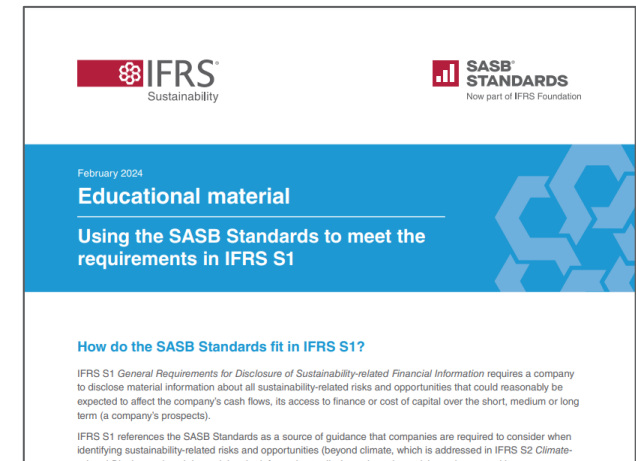 IFRS®
Sustainability
SASB®
STANDARDS
Now part of IFRS Foundation
February 2024
Educational material
Using the SASB Standards to meet the
requirements in IFRS S1
How do the SASB Standards fit in IFRS S1?
IFRS S1 General Requirements for Disclosure of Sustainability-related Financial Information requires a company
to disclose material information about all sustainability-related risks and opportunities that could reasonably be
expected to affect the company's cash flows, its access to finance or cost of capital over the short, medium or long
term (a company's prospects).
IFRS S1 references the SASB Standards as a source of guidance that companies are required to consider when
identifying sustainability-related risks and opportunities (beyond climate, which is addressed in IFRS S2 Climate-